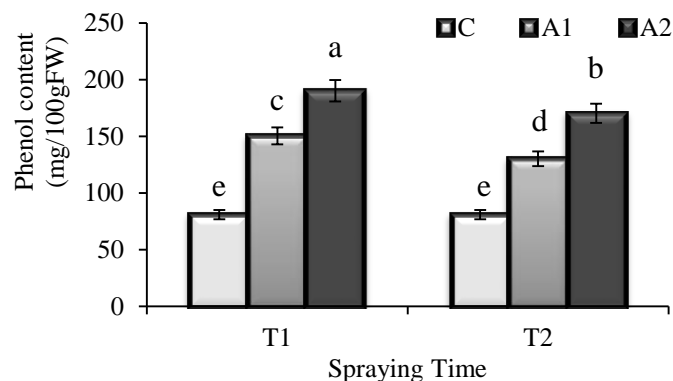 Phenol content
(mg/100gFW)
250
200
150
100
50
0
C A1 A2
e
c
a
e
d
b
T1 T2
Spraying Time